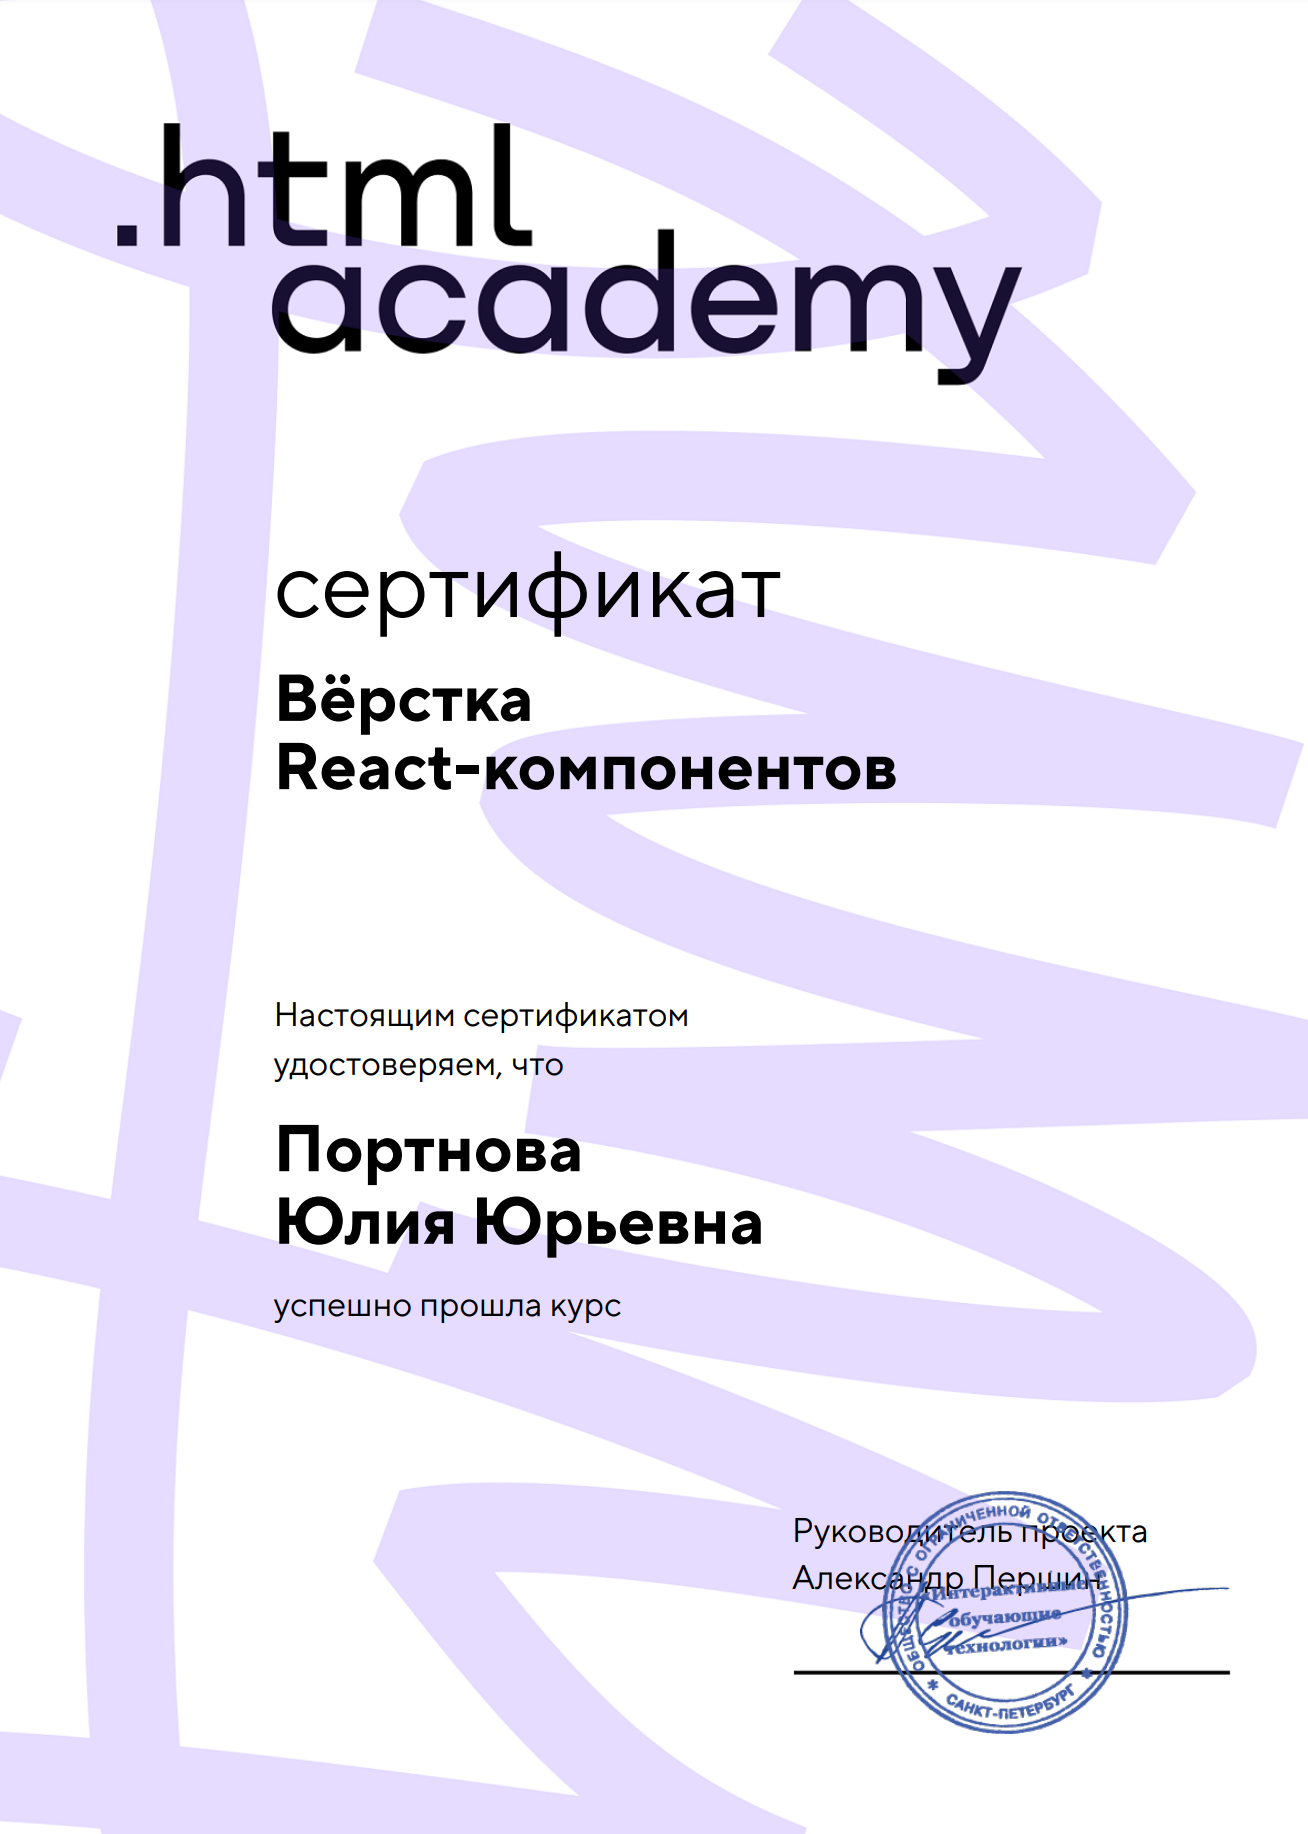 .html
academy
сертификат
Вёрстка
React-компонентов
Настоящим сертификатом
удостоверяем, что
Портнова
Юлия Юрьевна
успешно прошла курс
Руководитель проекта
Александр Першин
ОБЩЕСТВО С ОГРАНИЧЕННОЙ ОТВЕТСТВЕННОСТЬЮ
«Интерактивные
обучающие
технологии»
САНКТ-ПЕТЕРБУРГ